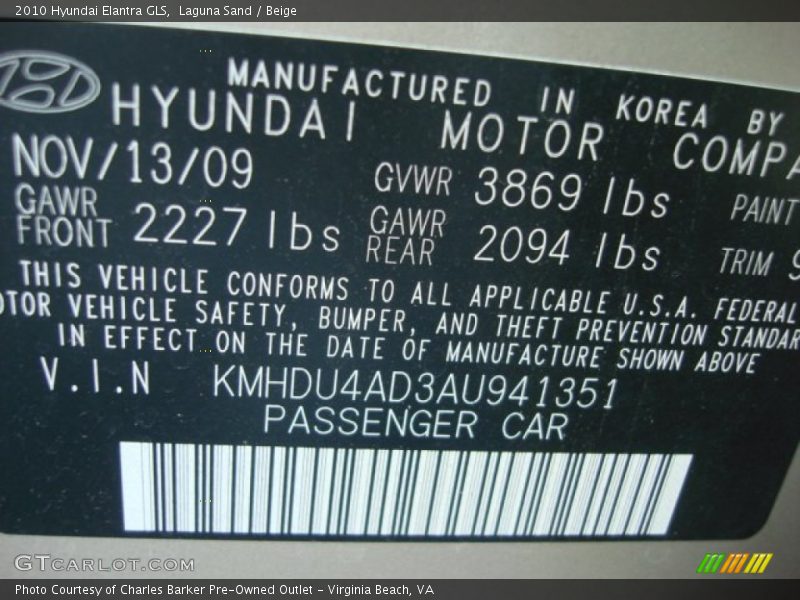 2010 Hyundai Elantra GLS,  Laguna Sand / Beige
MANUFACTURED IN KOREA BY
HYUNDAI MOTOR COMPA
NOV/13/09 GVWR 3869 lbs PAINT
GAWR FRONT 2227 lbs GAWR REAR 2094 lbs TRIM 9
THIS VEHICLE CONFORMS TO ALL APPLICABLE U.S.A. FEDERAL
OTOR VEHICLE SAFETY, BUMPER, AND THEFT PREVENTION STANDAR
IN EFFECT ON THE DATE OF MANUFACTURE SHOWN ABOVE
V.I.N KMHDU4AD3AU941351
PASSENGER CAR
GTCARLOT.COM
Photo Courtesy of Charles Barker Pre-Owned Outlet - Virginia Beach, VA